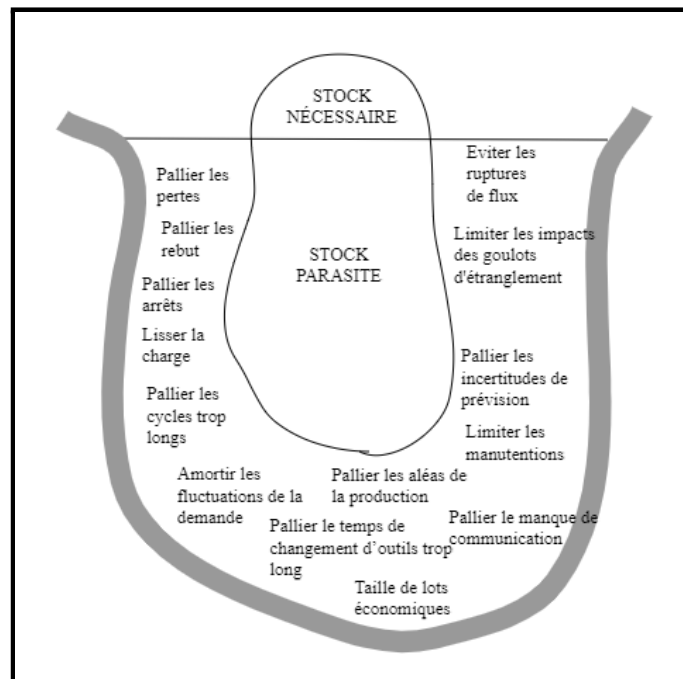 STOCK
NÉCESSAIRE
Pallier les
pertes
Pallier les
rebut
Pallier les
arrêts
Lisser la
charge
Pallier les
cycles trop
longs
STOCK
PARASITE
Eviter les
ruptures
de flux
Limiter les impacts
des goulots
d'étranglement
Pallier les
incertitudes de
prévision
Limiter les
manutentions
Amortir les
fluctuations de la
demande
Pallier les aléas de
la production
Pallier le temps de
changement d’outils trop
long
Pallier le manque de
communication
Taille de lots
économiques